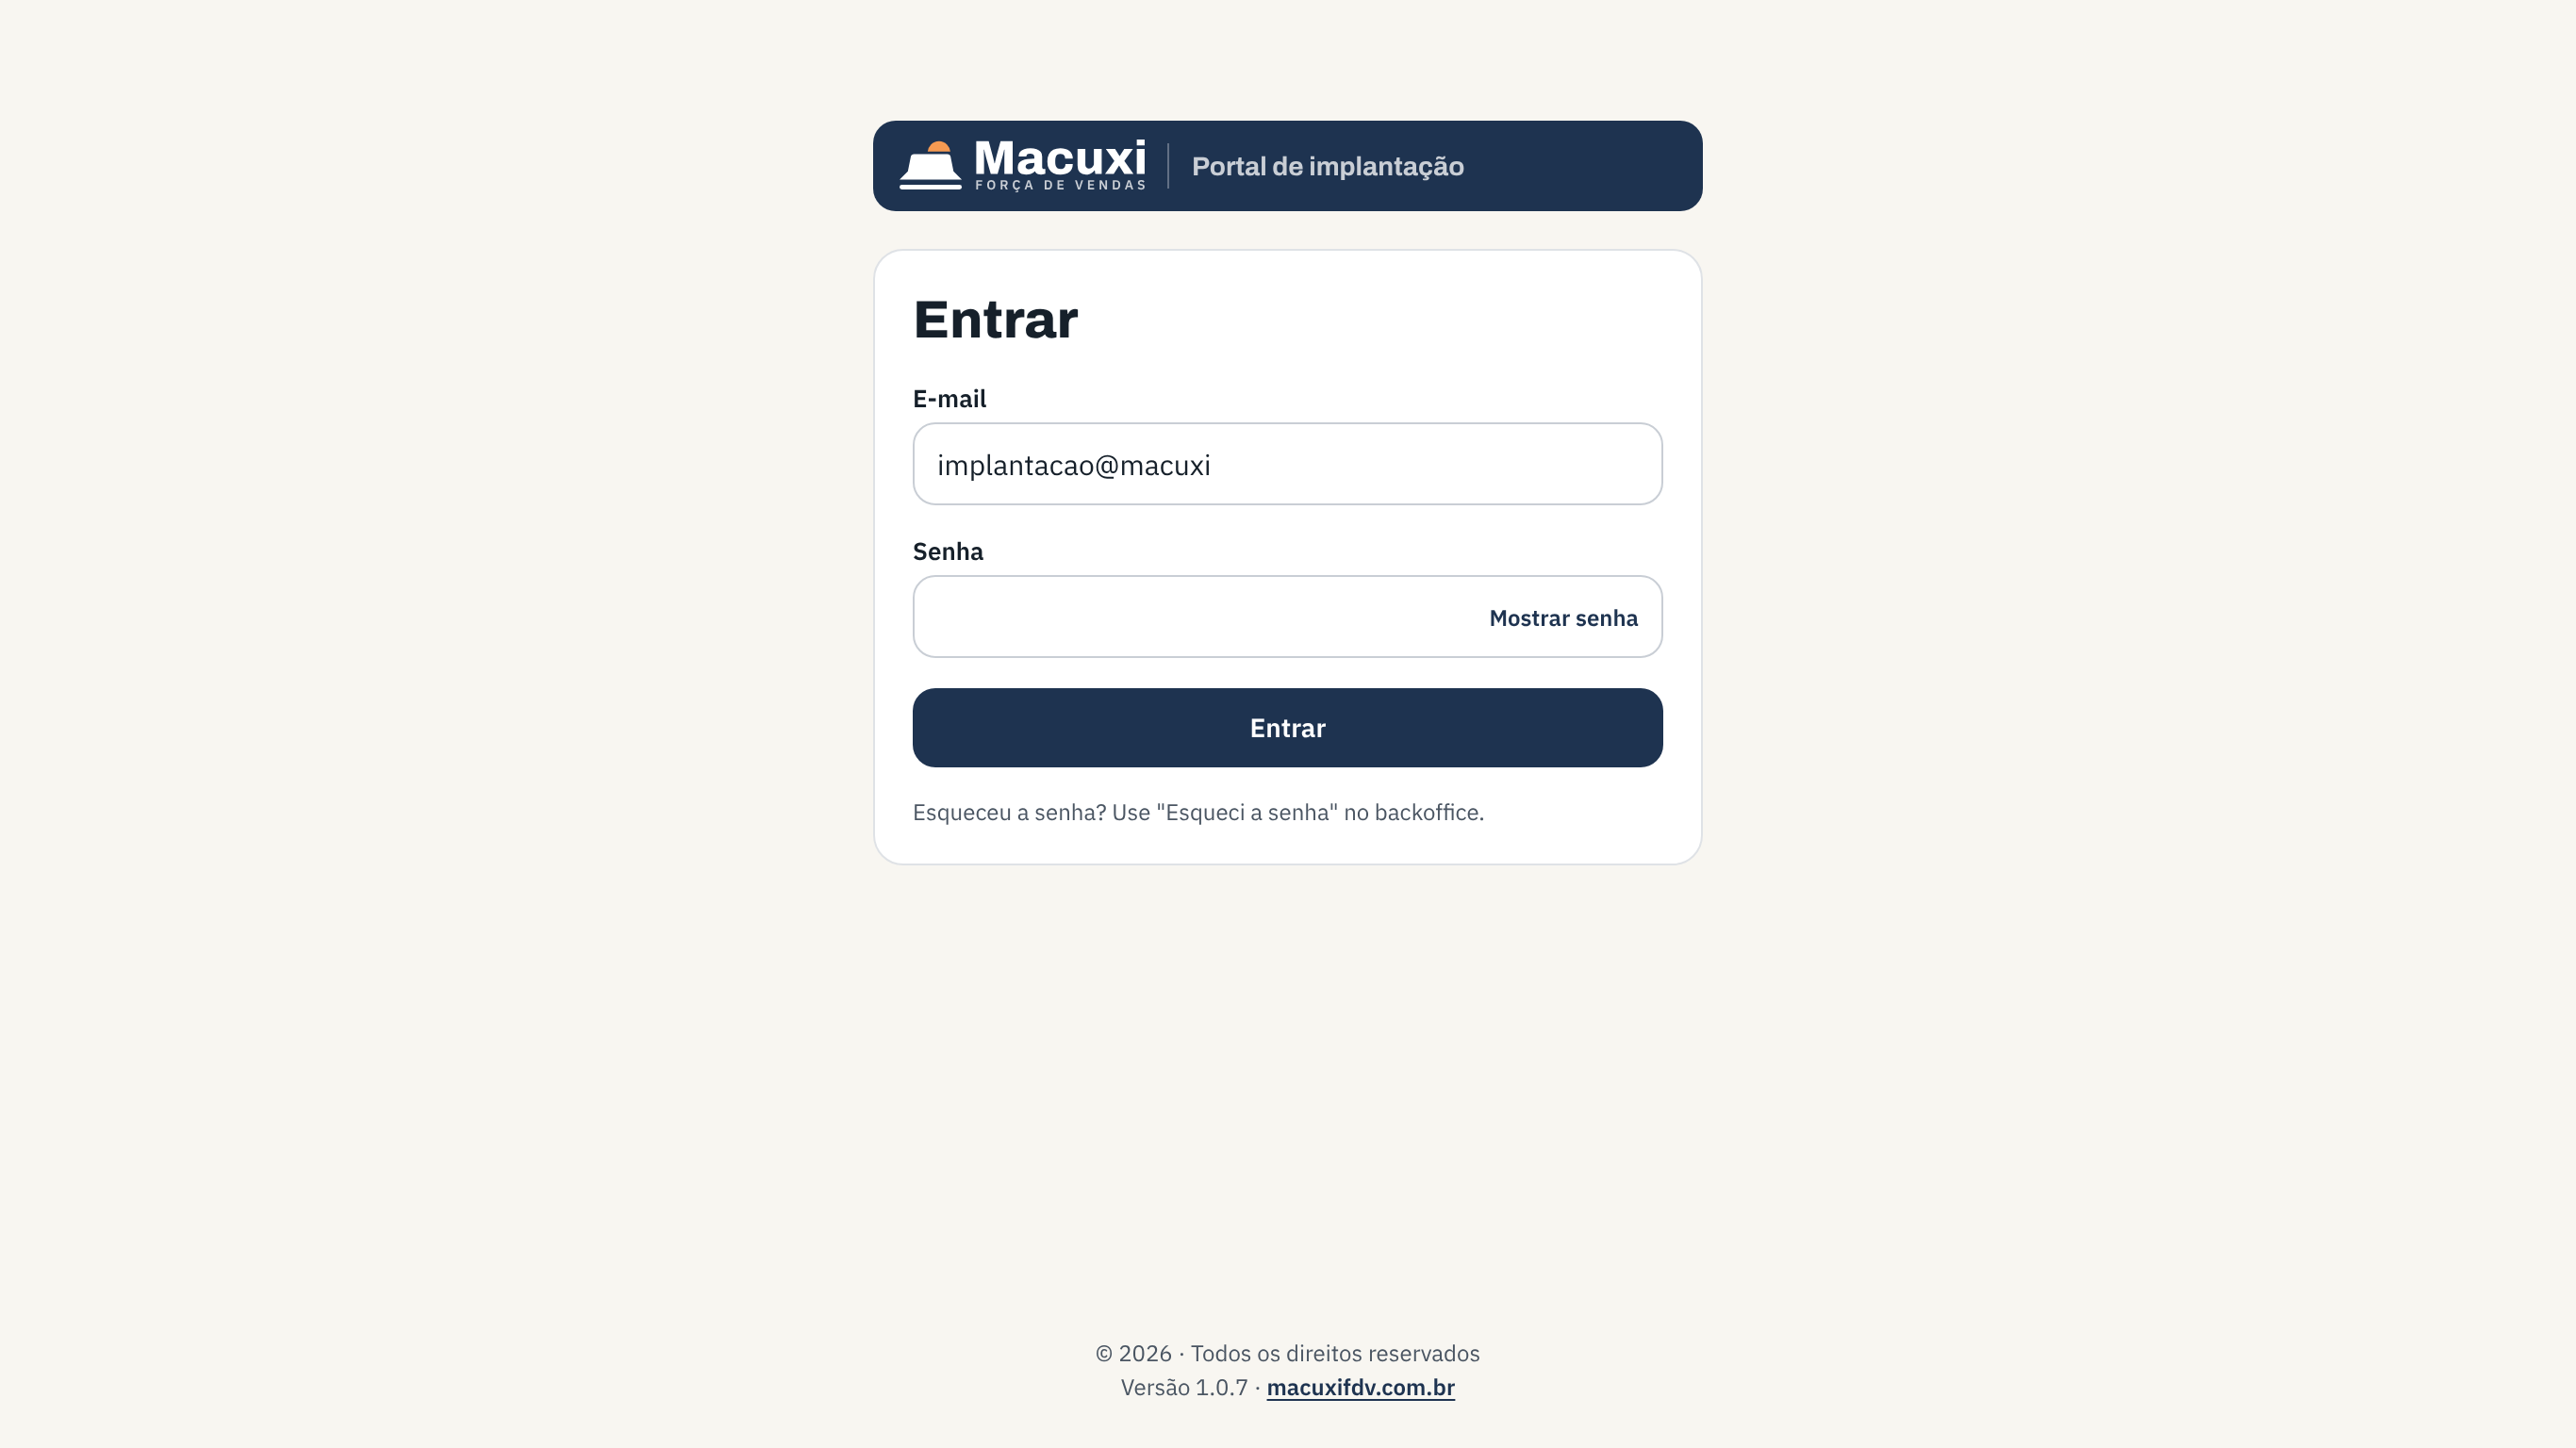 Macuxi
FORÇA DE VENDAS
Portal de implantação
Entrar
E-mail
implantacao@macuxi
Senha
Mostrar senha
Entrar
Esqueceu a senha? Use "Esqueci a senha" no backoffice.
© 2026 · Todos os direitos reservados
Versão 1.0.7 · macuxifdv.com.br